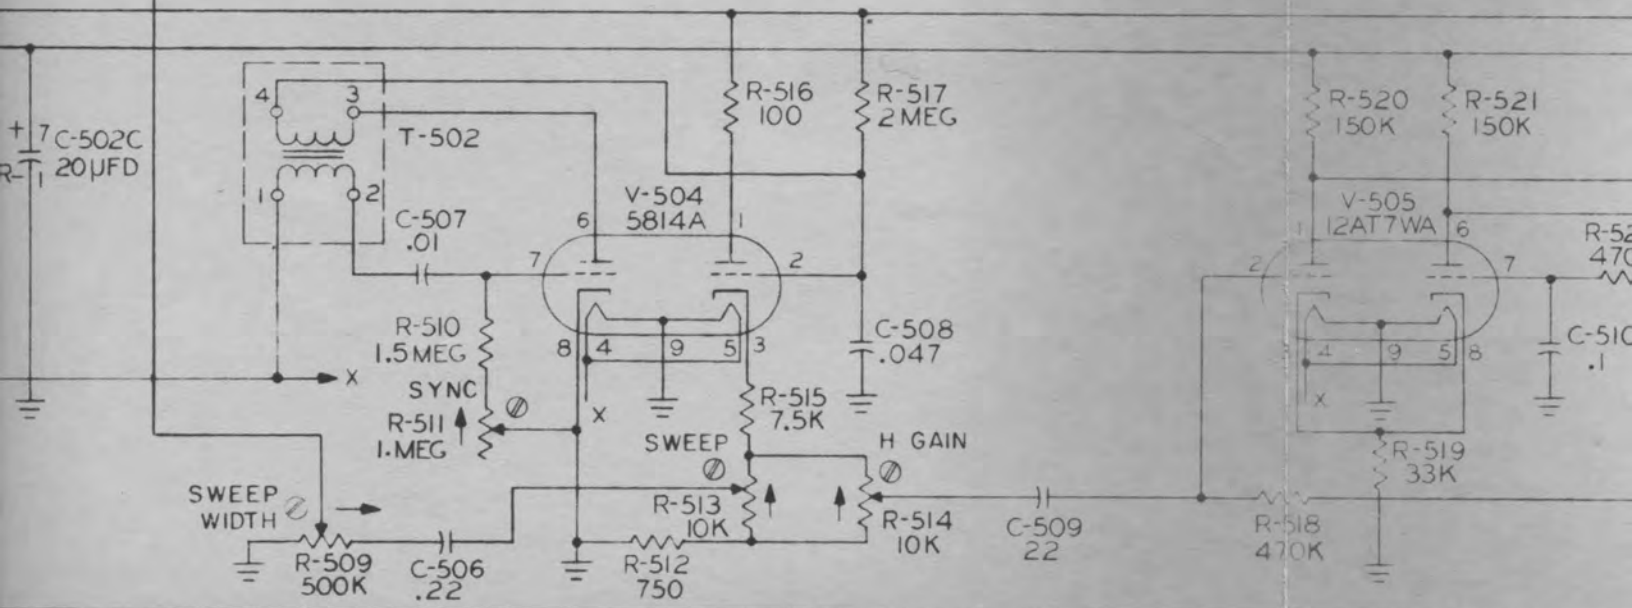 R-516
100
R-517
2 MEG
R-520
150K
R-521
150K
4
3
T-502
+
7
C-502C
20µFD
R-
1
1
2
V-504
5814A
6
1
C-507
.01
7
2
V-505
12AT7WA
1
6
2
7
R-52
470
R-510
1.5 MEG
8
4
9
5
3
C-508
.047
4
9
5
8
C-510
.1
X
SYNC
R-511
1. MEG
X
R-515
7.5K
X
SWEEP
H GAIN
R-519
33K
SWEEP
WIDTH
R-513
10K
R-514
10K
R-509
500K
C-506
.22
R-512
750
C-509
22
R-518
470K